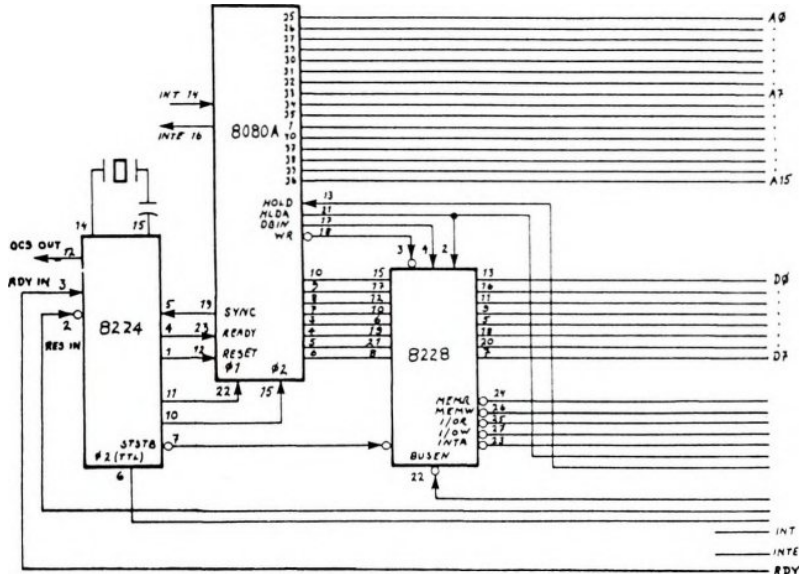 25 A0
26
27
29
30
31
32
33 A7
34
35
1
40
37
38
39
36 A15
INT 14
INTE 16
8080A
HOLD 13
HLDA 21
DBIN 17
WR 18
14 15
OCS OUT 12
RDY IN 3
2
RES IN
8224
5 19 SYNC
4 23 READY
1 12 RESET
Ø1 Ø2
11 22 15
10
STSTB 7
Ø2 (TTL)
6
3 4 2
10 15 13 DØ
9 17 16
8 12 11
7 10 9
3 6 5
4 19 18
5 21 20
6 8 7 D7
8228
MEMR 24
MEMW 26
I/OR 25
I/OW 27
INTA 23
BUSEN
22
INT
INTE
RDY